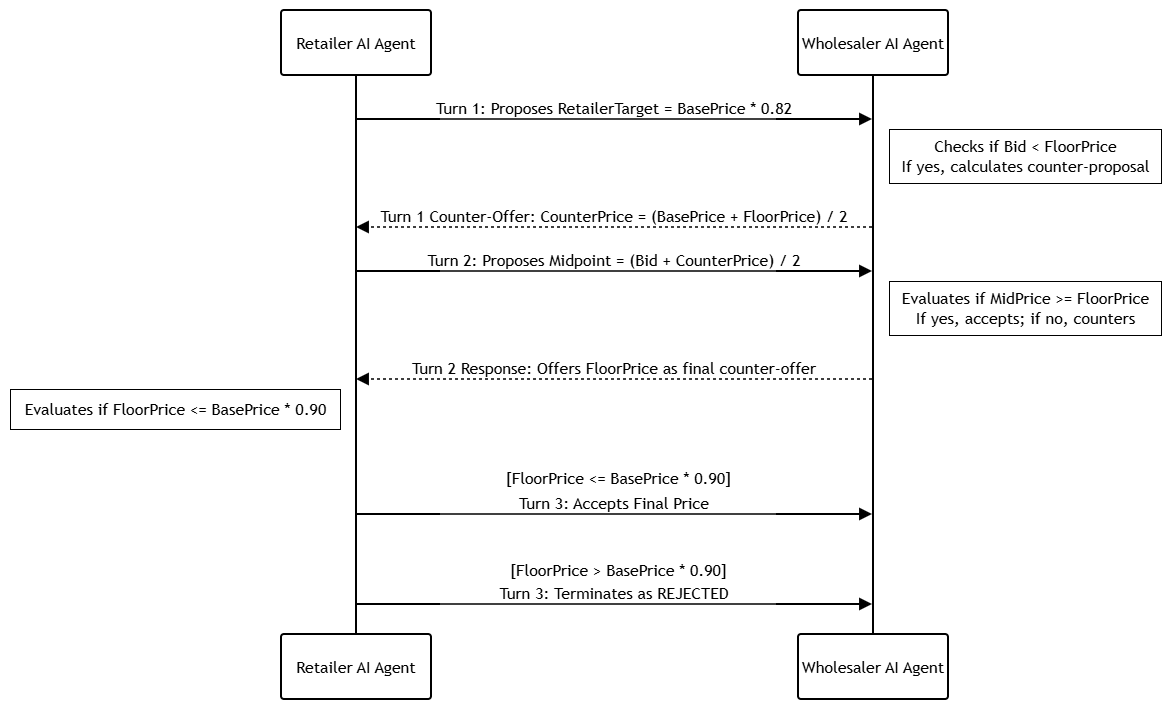 Retailer AI Agent
Wholesaler AI Agent
Turn 1: Proposes RetailerTarget = BasePrice * 0.82
Checks if Bid < FloorPrice
If yes, calculates counter-proposal
Turn 1 Counter-Offer: CounterPrice = (BasePrice + FloorPrice) / 2
Turn 2: Proposes Midpoint = (Bid + CounterPrice) / 2
Evaluates if MidPrice >= FloorPrice
If yes, accepts; if no, counters
Turn 2 Response: Offers FloorPrice as final counter-offer
Evaluates if FloorPrice <= BasePrice * 0.90
[FloorPrice <= BasePrice * 0.90]
Turn 3: Accepts Final Price
[FloorPrice > BasePrice * 0.90]
Turn 3: Terminates as REJECTED
Retailer AI Agent
Wholesaler AI Agent